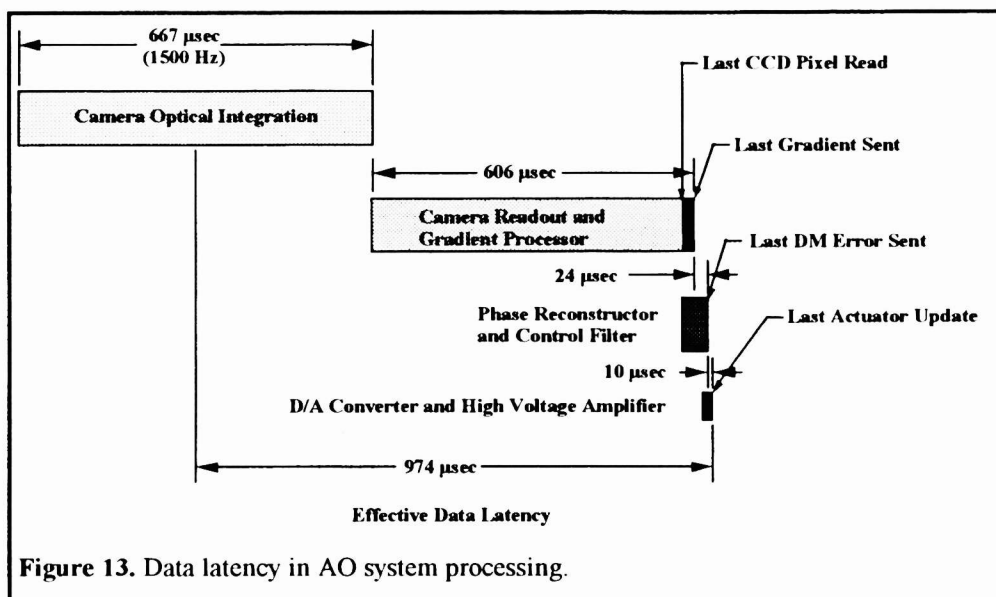 667 µsec
(1500 Hz)
Last CCD Pixel Read
Camera Optical Integration
Last Gradient Sent
606 µsec
Camera Readout and
Gradient Processor
Last DM Error Sent
24 µsec
Phase Reconstructor
and Control Filter
Last Actuator Update
10 µsec
D/A Converter and High Voltage Amplifier
974 µsec
Effective Data Latency
Figure 13. Data latency in AO system processing.